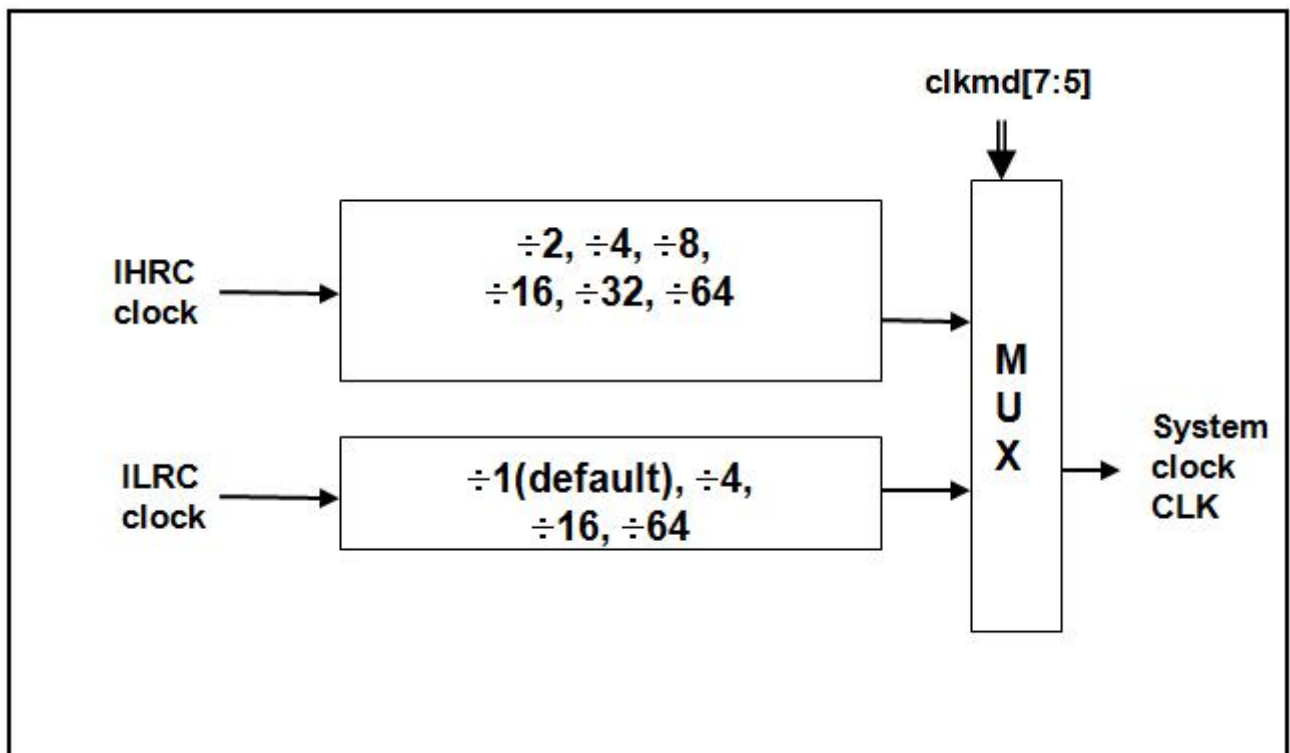 clkmd[7:5]
÷2, ÷4, ÷8,
÷16, ÷32, ÷64
IHRC
clock
M
U
X
ILRC
clock
÷1(default), ÷4,
÷16, ÷64
System
clock
CLK